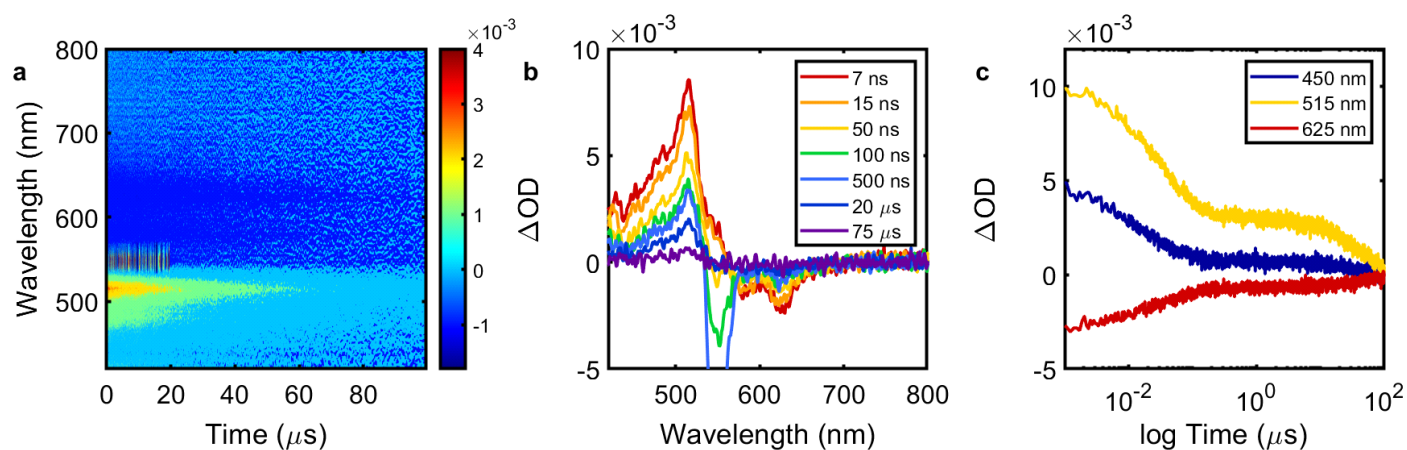 a
800
700
600
500
Wavelength (nm)
0
20
40
60
80
Time (μs)
×10⁻³
4
3
2
1
0
-1
b
×10⁻³
10
5
0
-5
ΔOD
500
600
700
800
Wavelength (nm)
7 ns
15 ns
50 ns
100 ns
500 ns
20 μs
75 μs
c
×10⁻³
10
5
0
-5
ΔOD
10⁻²
10⁰
10²
log Time (μs)
450 nm
515 nm
625 nm